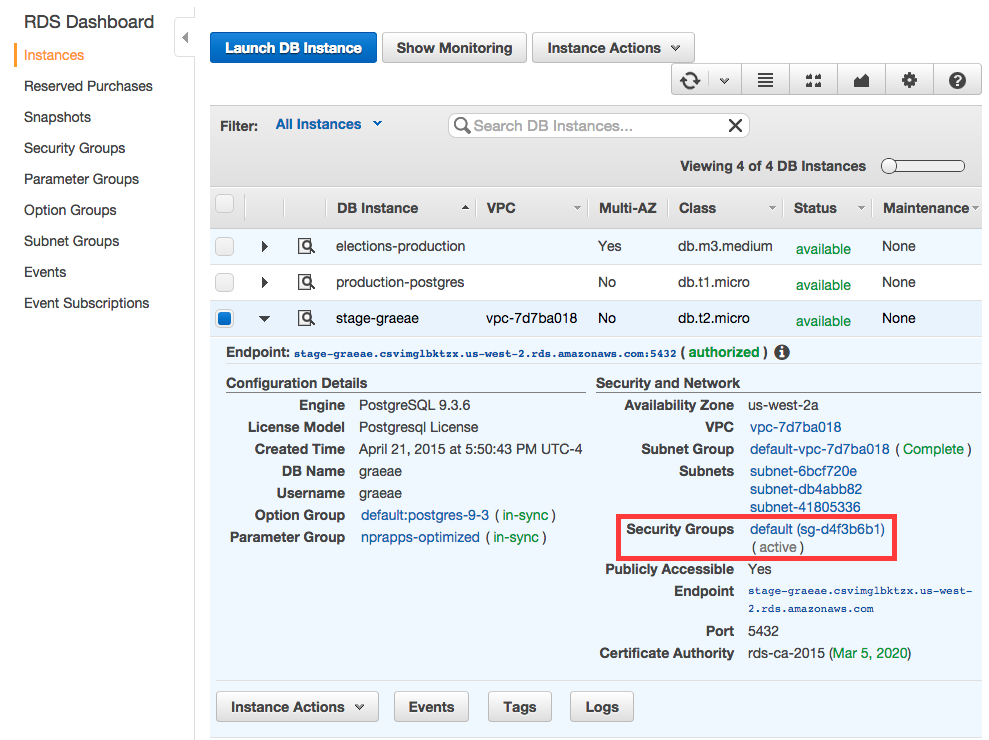 RDS Dashboard
Instances
Reserved Purchases
Snapshots
Security Groups
Parameter Groups
Option Groups
Subnet Groups
Events
Event Subscriptions
Launch DB Instance Show Monitoring Instance Actions
Filter: All Instances Search DB Instances...
Viewing 4 of 4 DB Instances
DB Instance VPC Multi-AZ Class Status Maintenance
elections-production Yes db.m3.medium available None
production-postgres No db.t1.micro available None
stage-graeae vpc-7d7ba018 No db.t2.micro available None
Endpoint: stage-graeae.csvimglbktzx.us-west-2.rds.amazonaws.com:5432 ( authorized )
Configuration Details
Engine PostgreSQL 9.3.6
License Model Postgresql License
Created Time April 21, 2015 at 5:50:43 PM UTC-4
DB Name graeae
Username graeae
Option Group default:postgres-9-3 ( in-sync )
Parameter Group nprapps-optimized ( in-sync )
Security and Network
Availability Zone us-west-2a
VPC vpc-7d7ba018
Subnet Group default-vpc-7d7ba018 ( Complete )
Subnets subnet-6bcf720e
subnet-db4abb82
subnet-41805336
Security Groups default (sg-d4f3b6b1)
( active )
Publicly Accessible Yes
Endpoint stage-graeae.csvimglbktzx.us-west-
2.rds.amazonaws.com
Port 5432
Certificate Authority rds-ca-2015 (Mar 5, 2020)
Instance Actions Events Tags Logs